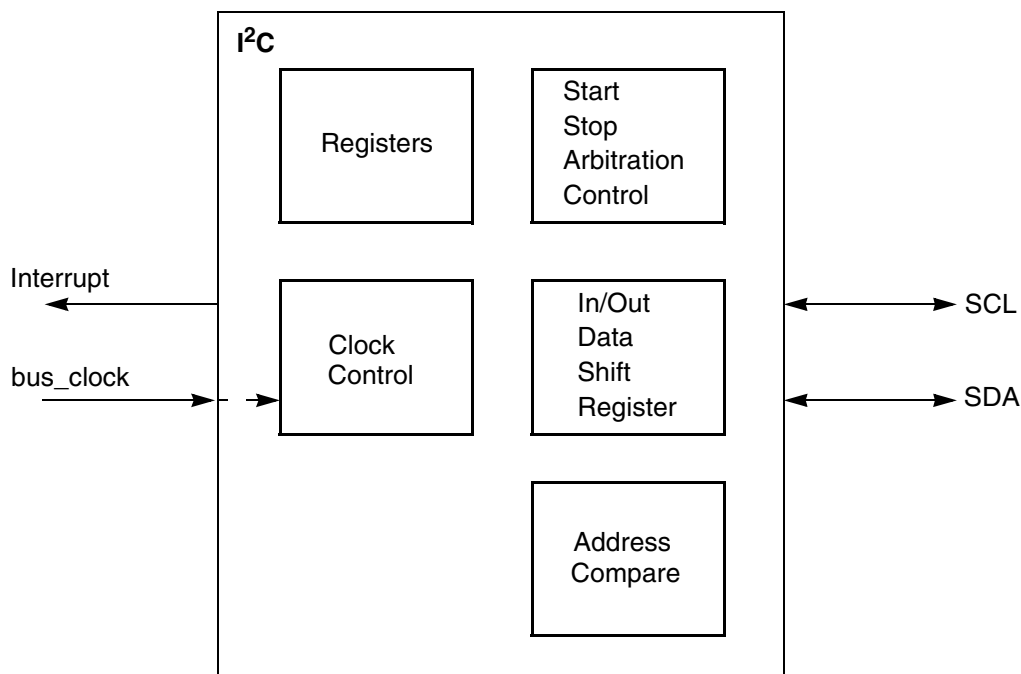 I²C
Registers
Start
Stop
Arbitration
Control
Interrupt
bus_clock
Clock
Control
In/Out
Data
Shift
Register
SCL
SDA
Address
Compare